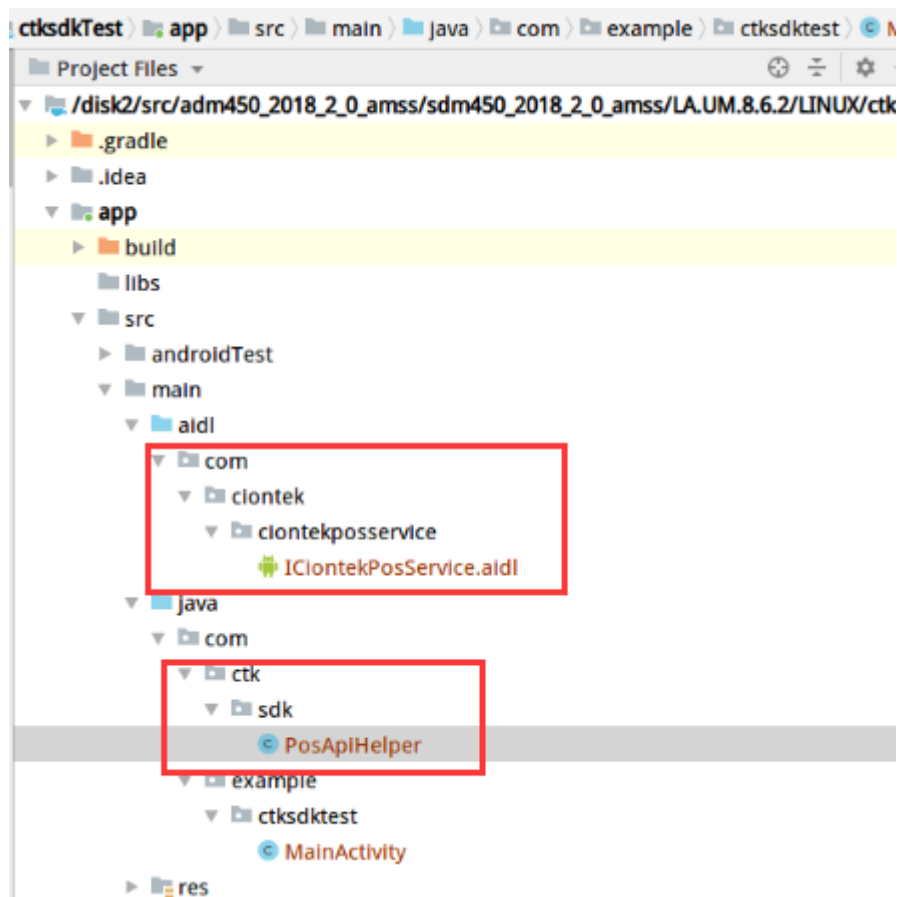 ctksdkTest app src main java com example ctksdktest
Project Files
/disk2/src/adm450_2018_2_0_amss/sdm450_2018_2_0_amss/LA.UM.8.6.2/LINUX/ctk
.gradle
.idea
app
build
libs
src
androidTest
main
aidl
com
ciontek
ciontekposservice
ICiontekPosService.aidl
java
com
ctk
sdk
PosApiHelper
example
ctksdktest
MainActivity
res